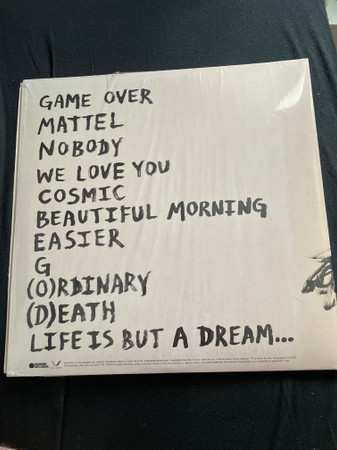 GAME OVER
MATTEL
NOBODY
WE LOVE YOU
COSMIC
BEAUTIFUL MORNING
EASIER
G
(O)RDINARY
(D)EATH
LIFE IS BUT A DREAM...